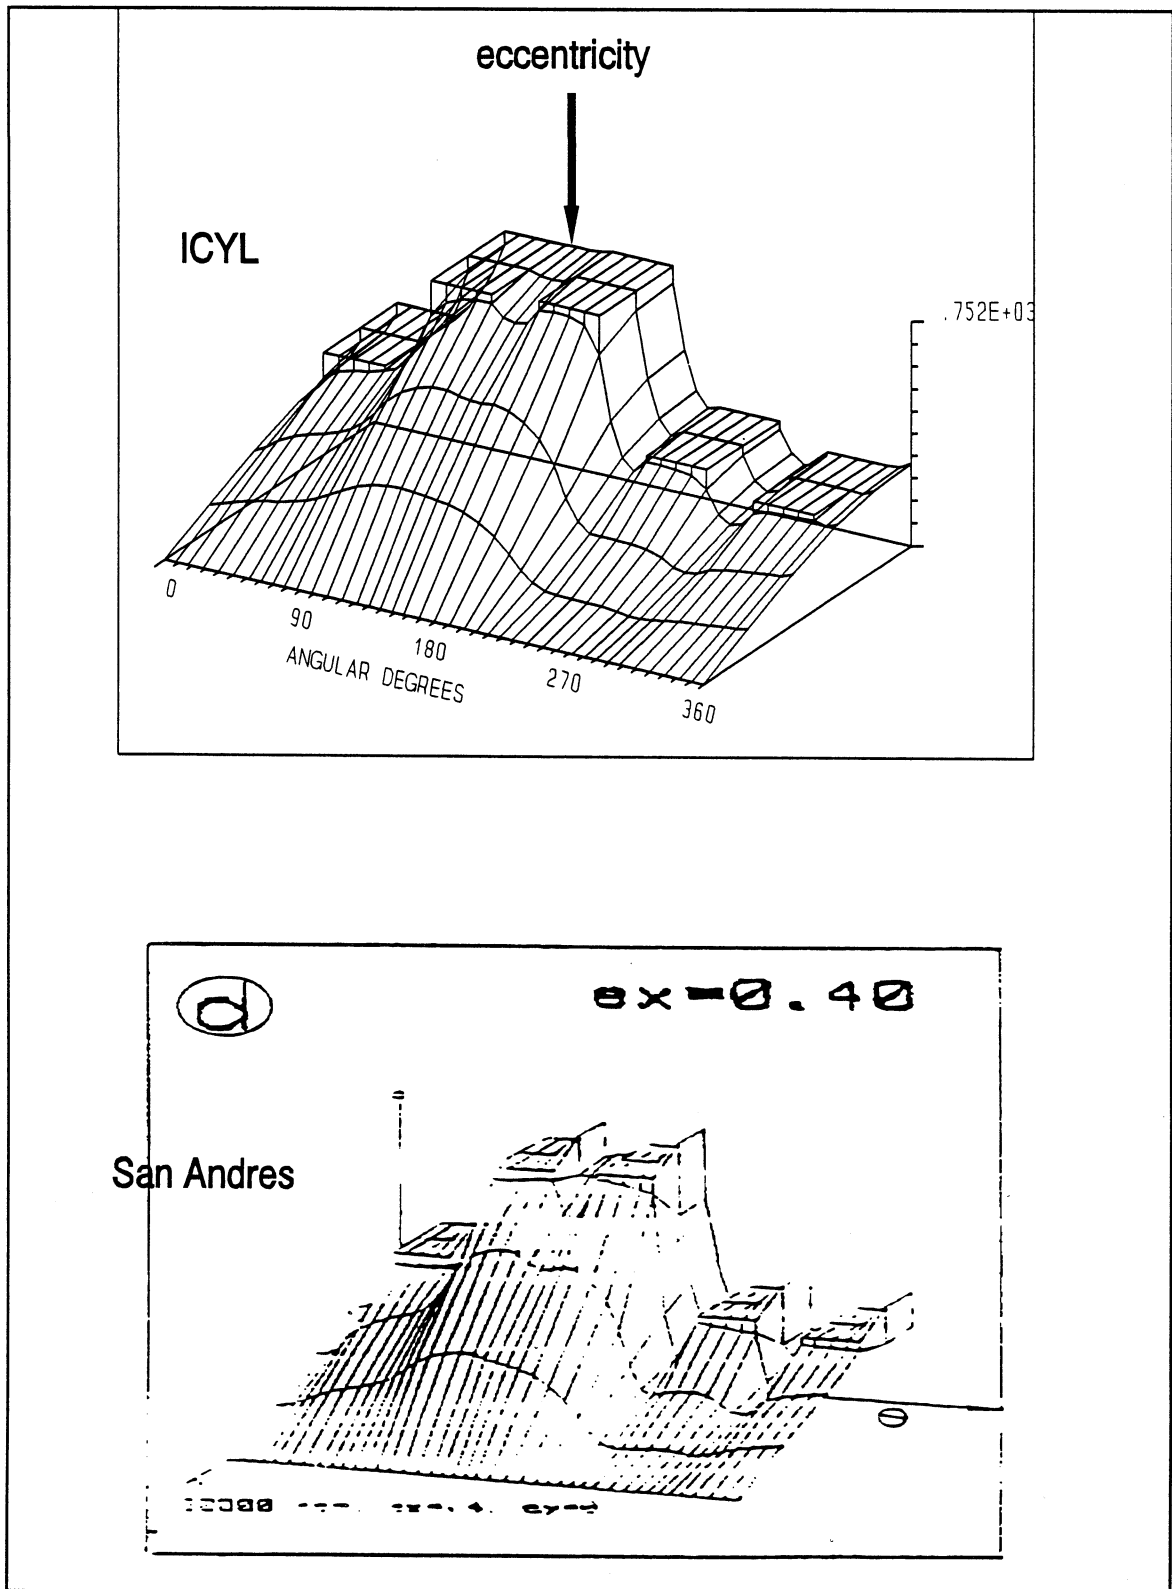 eccentricity
ICYL
.752E+03
0
90
180
270
360
ANGULAR DEGREES
d
ex=0.40
San Andres
Θ